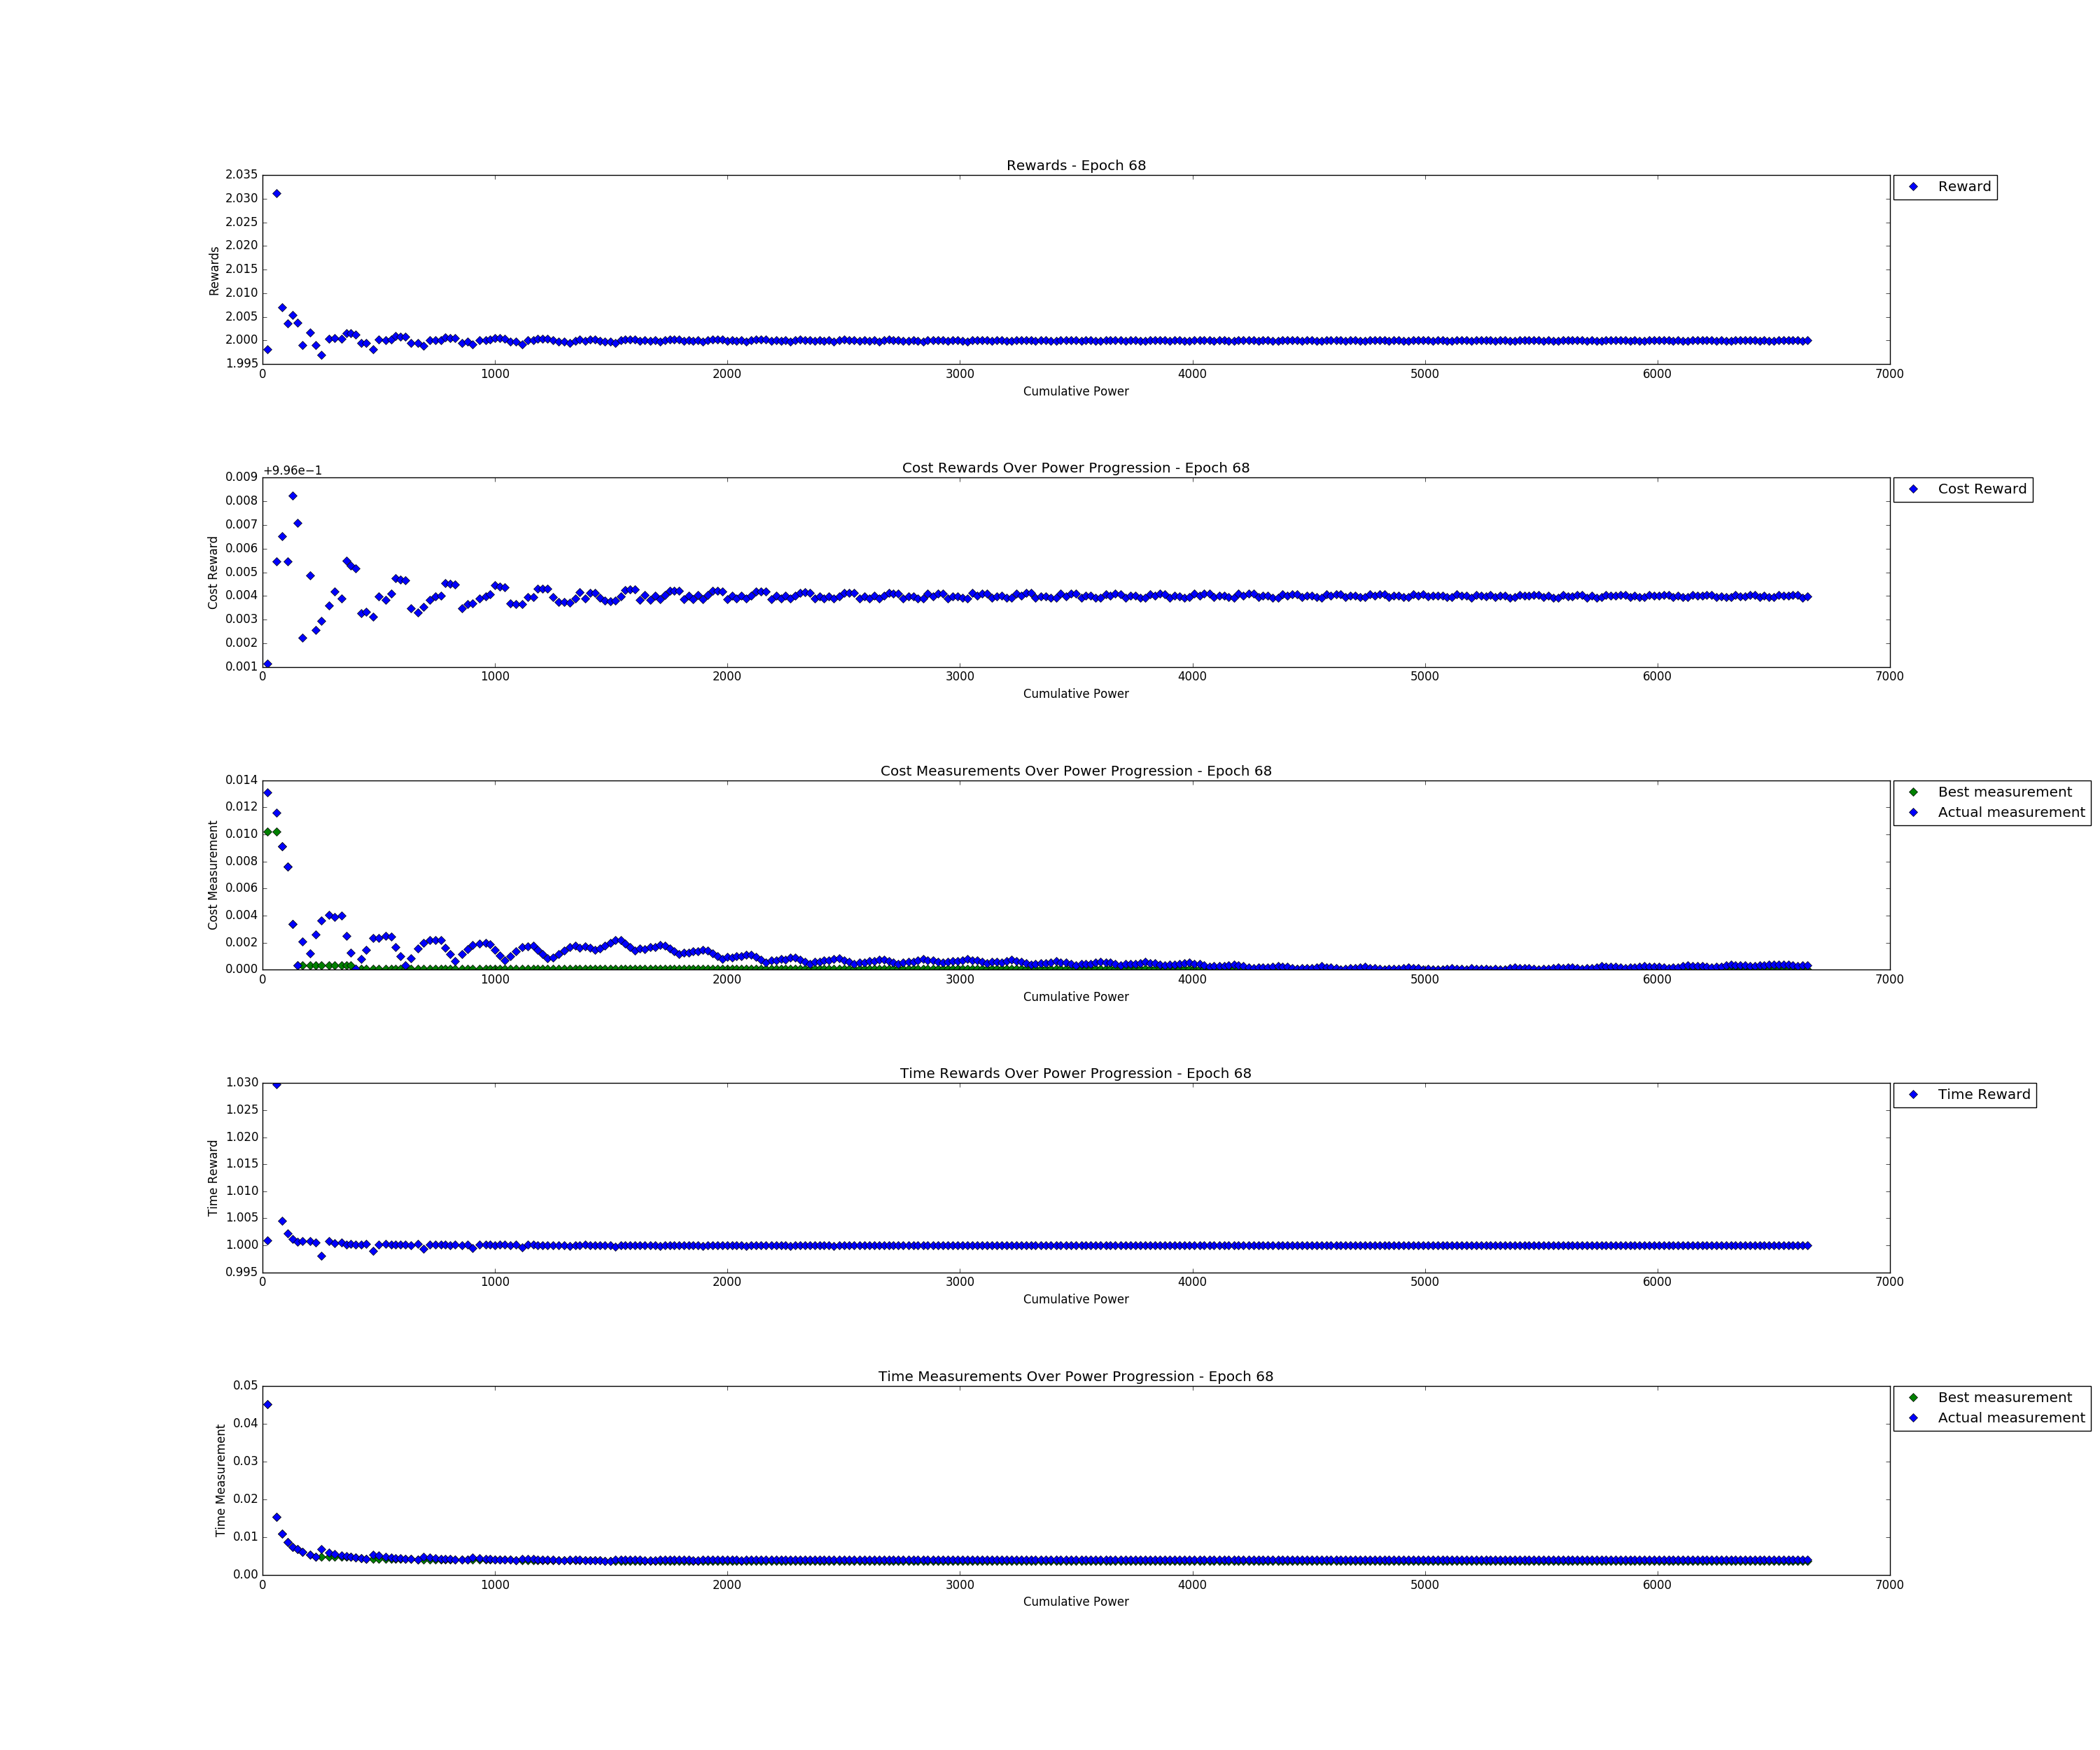 Rewards - Epoch 68
2.035
2.030
2.025
2.020
2.015
2.010
2.005
2.000
1.995
Rewards
0 1000 2000 3000 4000 5000 6000 7000
Cumulative Power
Reward
Cost Rewards Over Power Progression - Epoch 68
+9.96e−1
0.009
0.008
0.007
0.006
0.005
0.004
0.003
0.002
0.001
Cost Reward
0 1000 2000 3000 4000 5000 6000 7000
Cumulative Power
Cost Reward
Cost Measurements Over Power Progression - Epoch 68
0.014
0.012
0.010
0.008
0.006
0.004
0.002
0.000
Cost Measurement
0 1000 2000 3000 4000 5000 6000 7000
Cumulative Power
Best measurement
Actual measurement
Time Rewards Over Power Progression - Epoch 68
1.030
1.025
1.020
1.015
1.010
1.005
1.000
0.995
Time Reward
0 1000 2000 3000 4000 5000 6000 7000
Cumulative Power
Time Reward
Time Measurements Over Power Progression - Epoch 68
0.05
0.04
0.03
0.02
0.01
0.00
Time Measurement
0 1000 2000 3000 4000 5000 6000 7000
Cumulative Power
Best measurement
Actual measurement